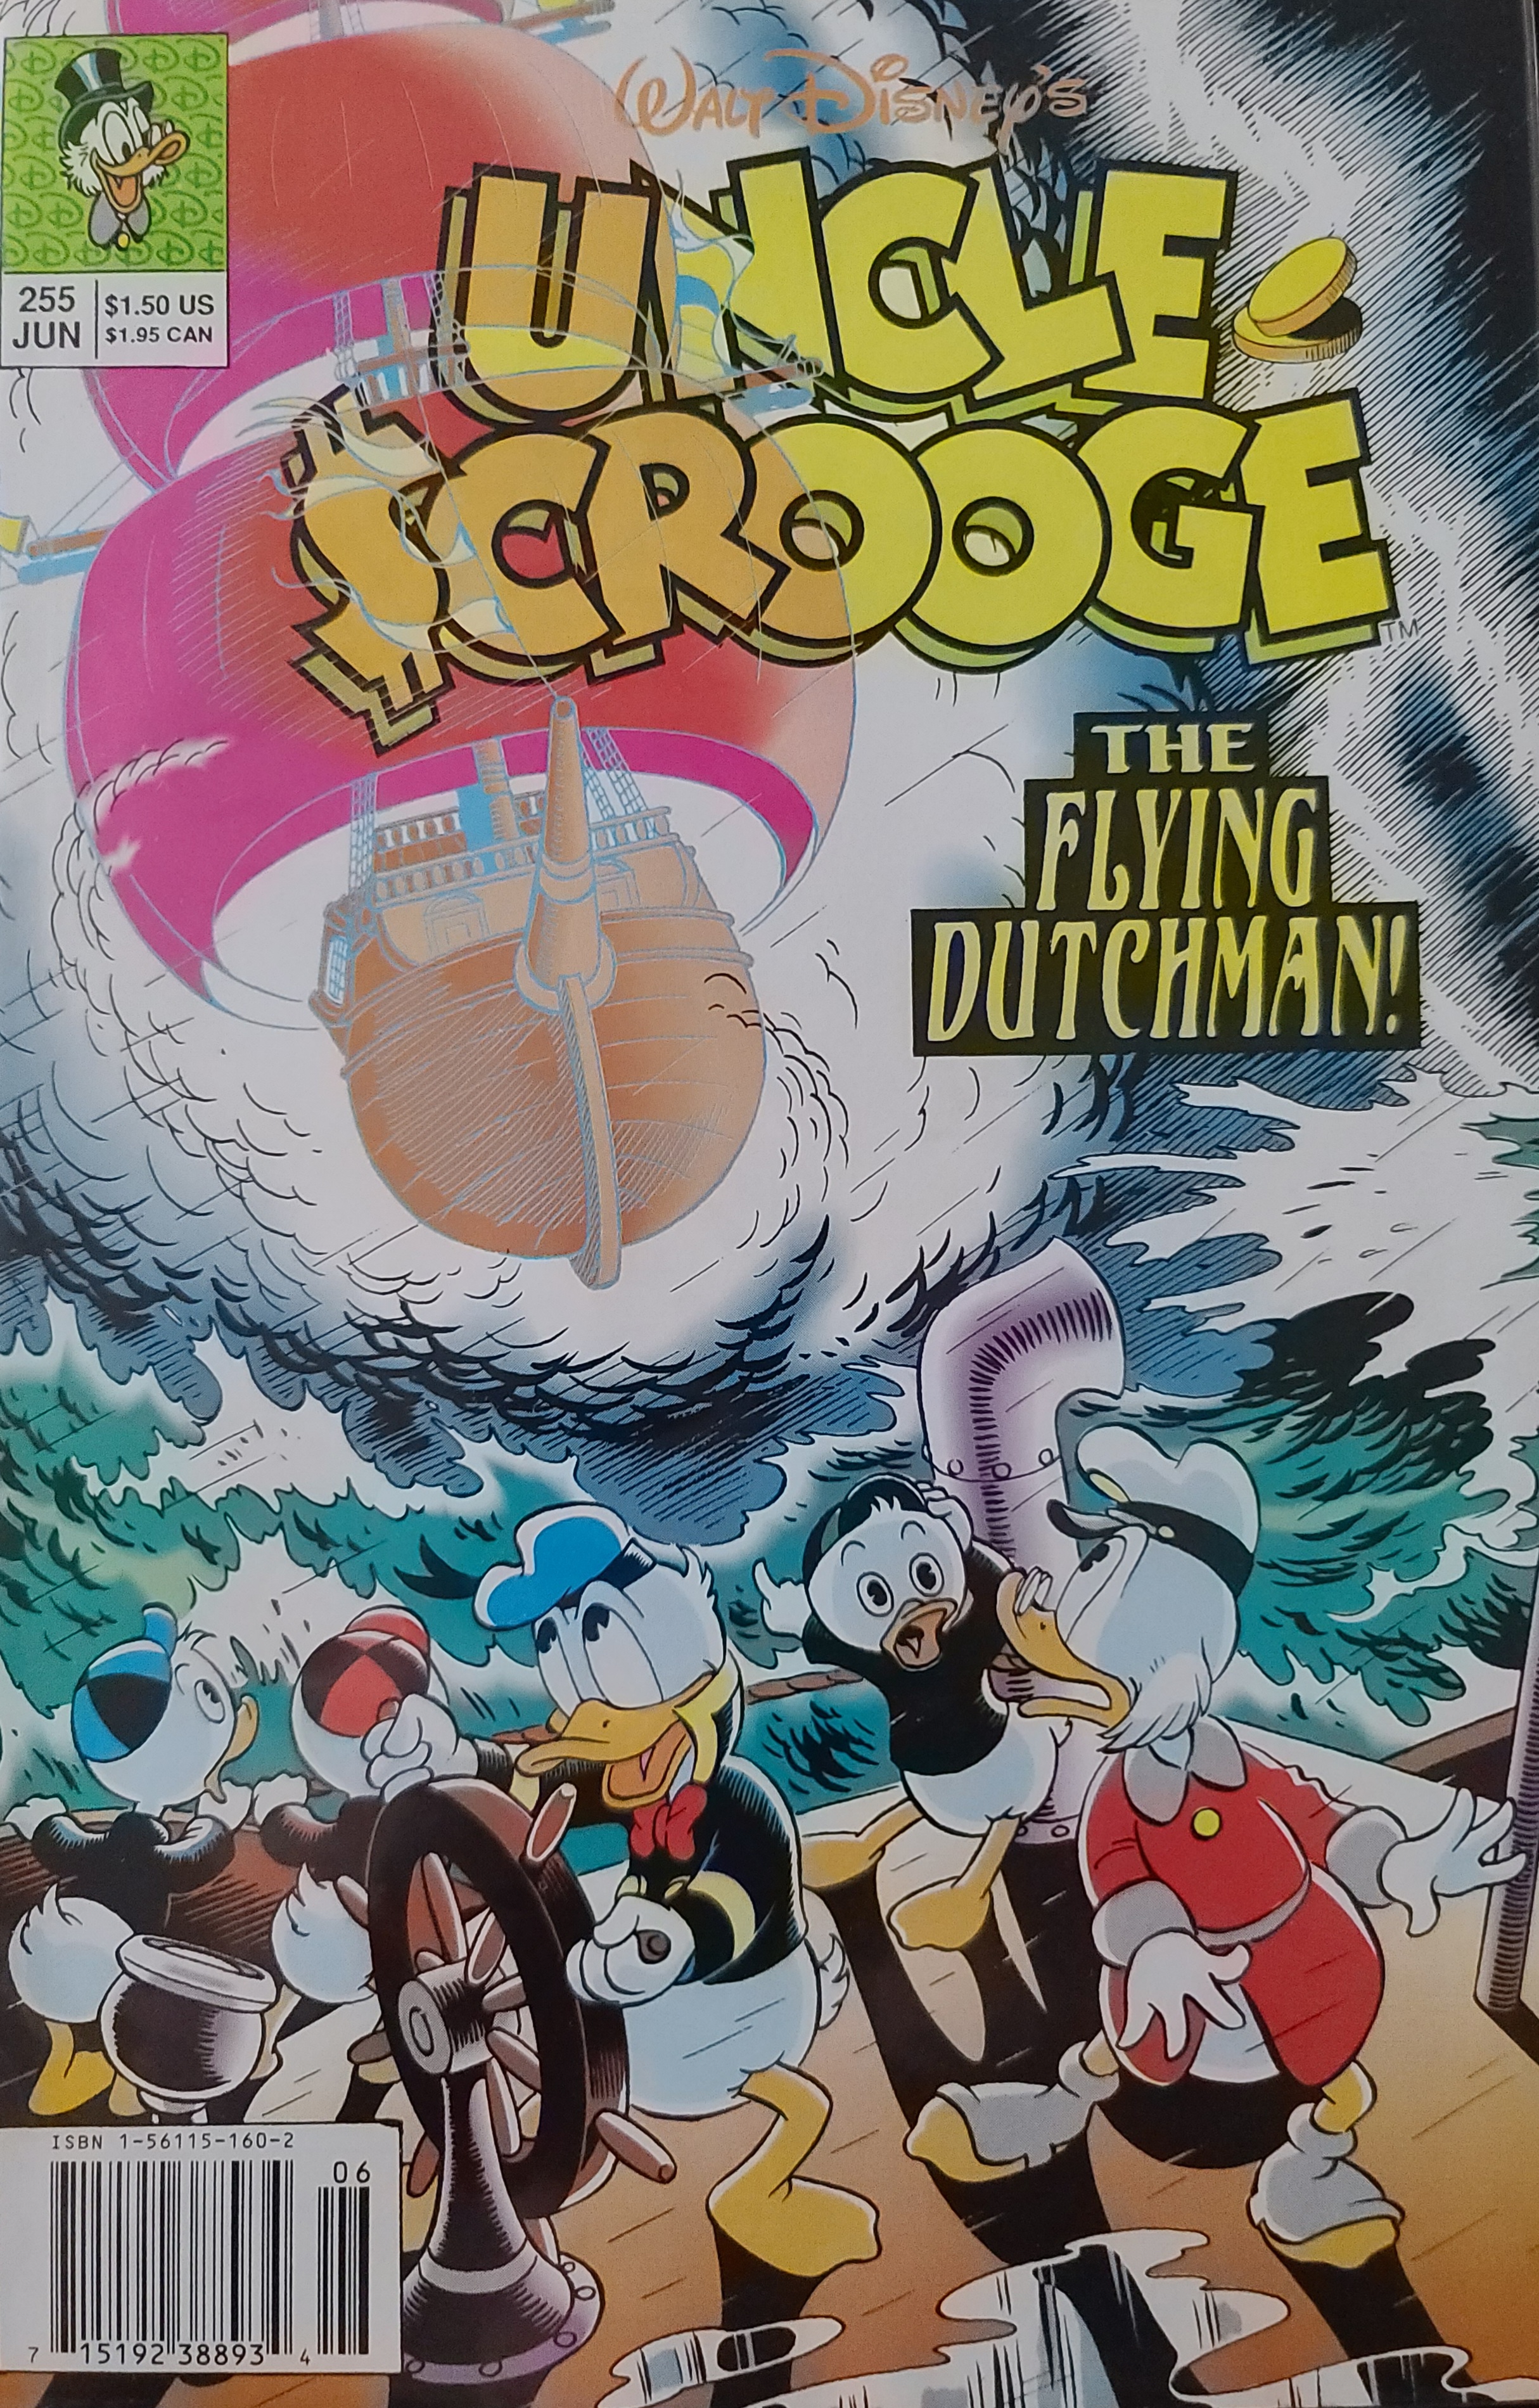 WALT DISNEY'S
UNCLE
SCROOGE
TM
255
JUN
$1.50 US
$1.95 CAN
THE
FLYING
DUTCHMAN!
ISBN 1-56115-160-2
06
7 15192 38893 4